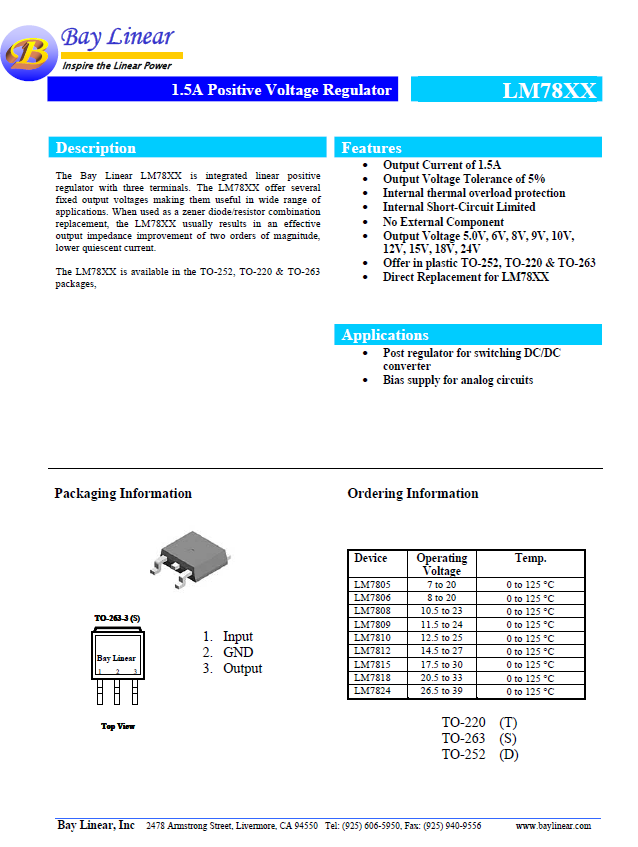 B
Bay Linear
Inspire the Linear Power
1.5A Positive Voltage Regulator
LM78XX
Description
The Bay Linear LM78XX is integrated linear positive
regulator with three terminals. The LM78XX offer several
fixed output voltages making them useful in wide range of
applications. When used as a zener diode/resistor combination
replacement, the LM78XX usually results in an effective
output impedance improvement of two orders of magnitude,
lower quiescent current.
The LM78XX is available in the TO-252, TO-220 & TO-263
packages,
Features
• Output Current of 1.5A
• Output Voltage Tolerance of 5%
• Internal thermal overload protection
• Internal Short-Circuit Limited
• No External Component
• Output Voltage 5.0V, 6V, 8V, 9V, 10V,
12V, 15V, 18V, 24V
• Offer in plastic TO-252, TO-220 & TO-263
• Direct Replacement for LM78XX
Applications
• Post regulator for switching DC/DC
converter
• Bias supply for analog circuits
Packaging Information
TO-263-3 (S)
Bay Linear
1 2 3
Top View
1. Input
2. GND
3. Output
Ordering Information
Device Operating Temp.
Voltage
LM7805 7 to 20 0 to 125 °C
LM7806 8 to 20 0 to 125 °C
LM7808 10.5 to 23 0 to 125 °C
LM7809 11.5 to 24 0 to 125 °C
LM7810 12.5 to 25 0 to 125 °C
LM7812 14.5 to 27 0 to 125 °C
LM7815 17.5 to 30 0 to 125 °C
LM7818 20.5 to 33 0 to 125 °C
LM7824 26.5 to 39 0 to 125 °C
TO-220 (T)
TO-263 (S)
TO-252 (D)
Bay Linear, Inc 2478 Armstrong Street, Livermore, CA 94550 Tel: (925) 606-5950, Fax: (925) 940-9556 www.baylinear.com